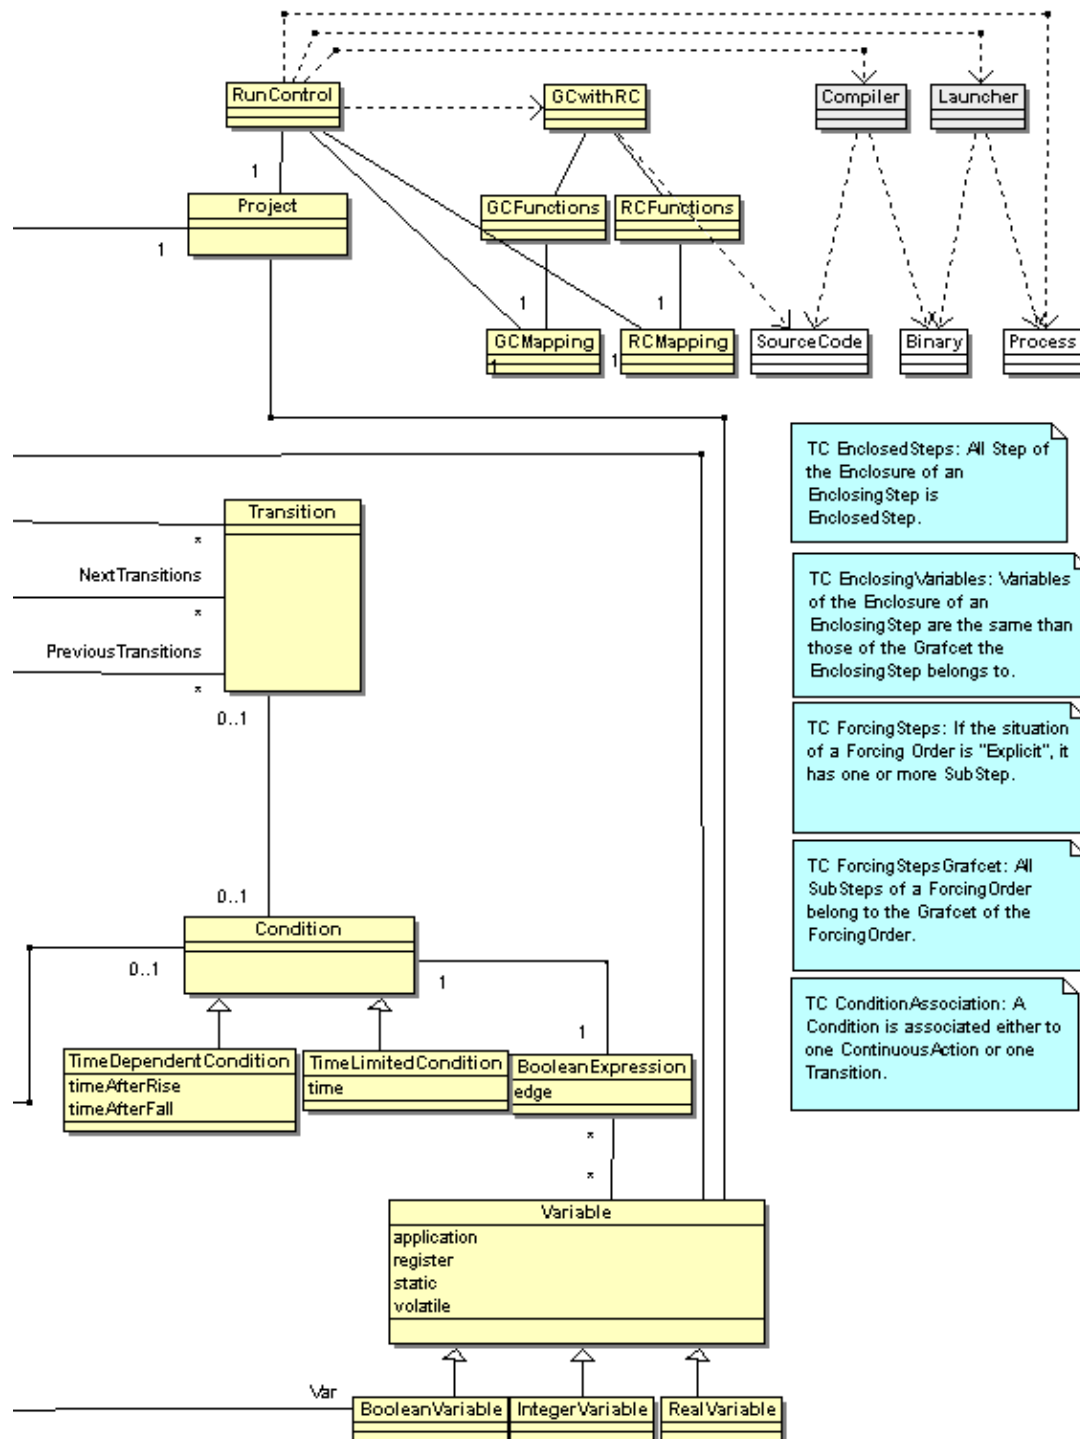 RunControl
GCwithRC
Compiler
Launcher
1
Project
GCFunctions
RCFunctions
1
1
1
GCMapping
RCMapping
SourceCode
Binary
Process
1
1
TC EnclosedSteps: All Step of
the Enclosure of an
EnclosingStep is
EnclosedStep.
Transition
*
NextTransitions
*
PreviousTransitions
*
0..1
TC EnclosingVariables: Variables
of the Enclosure of an
EnclosingStep are the same than
those of the Grafcet the
EnclosingStep belongs to.
TC ForcingSteps: If the situation
of a Forcing Order is "Explicit", it
has one or more SubStep.
TC ForcingStepsGrafcet: All
SubSteps of a ForcingOrder
belong to the Grafcet of the
ForcingOrder.
0..1
Condition
0..1
1
TC ConditionAssociation: A
Condition is associated either to
one ContinuousAction or one
Transition.
1
TimeDependentCondition
timeAfterRise
timeAfterFall
TimeLimitedCondition
time
BooleanExpression
edge
*
*
Variable
application
register
static
volatile
Var
BooleanVariable
IntegerVariable
RealVariable